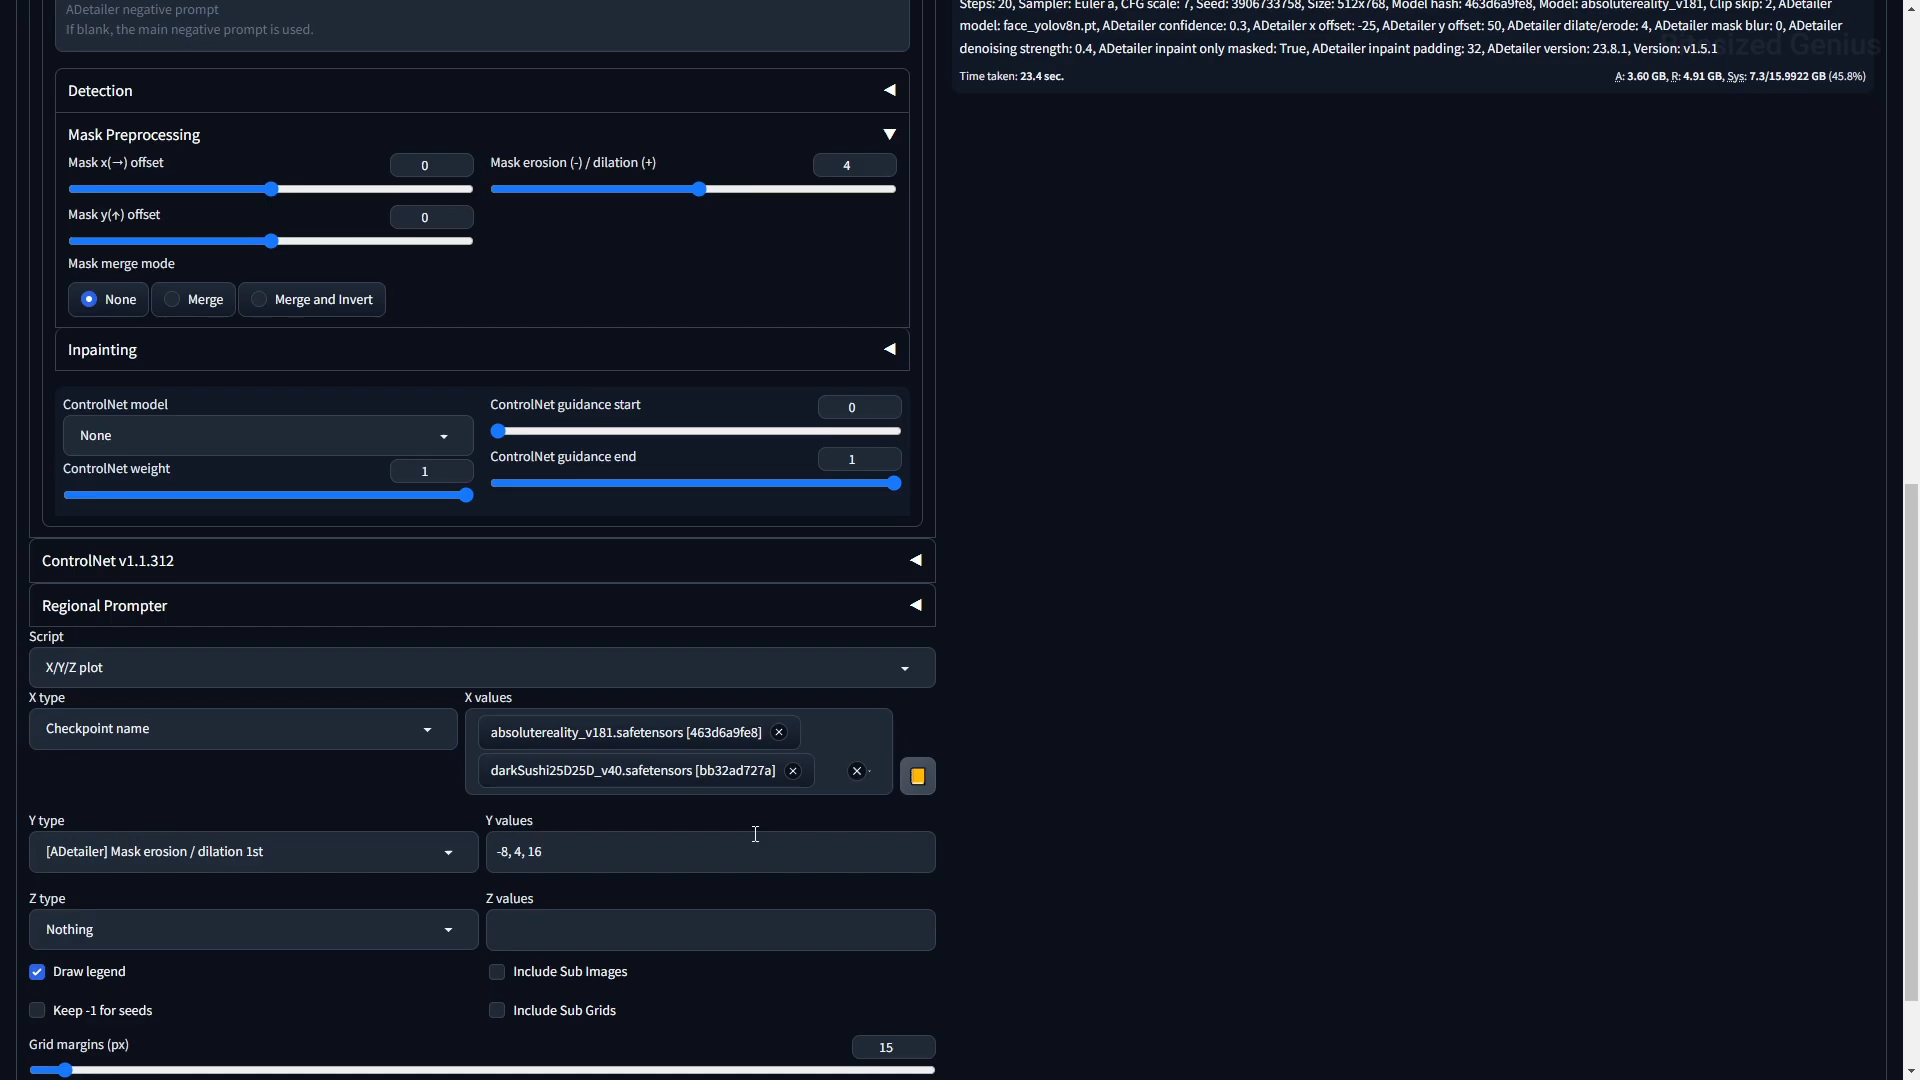 ADetailer negative prompt
If blank, the main negative prompt is used.
Detection
Mask Preprocessing
Mask x(→) offset
0
Mask erosion (-) / dilation (+)
4
Mask y(↑) offset
0
Mask merge mode
None
Merge
Merge and Invert
Inpainting
ControlNet model
None
ControlNet guidance start
0
ControlNet weight
1
ControlNet guidance end
1
ControlNet v1.1.312
Regional Prompter
Script
X/Y/Z plot
X type
Checkpoint name
X values
absolutereality_v181.safetensors [463d6a9fe8]
darkSushi25D25D_v40.safetensors [bb32ad727a]
Y type
[ADetailer] Mask erosion / dilation 1st
Y values
-8, 4, 16
Z type
Nothing
Z values
Draw legend
Include Sub Images
Keep -1 for seeds
Include Sub Grids
Grid margins (px)
15
Steps: 20, Sampler: Euler a, CFG scale: 7, Seed: 3906733758, Size: 512x768, Model hash: 463d6a9fe8, Model: absolutereality_v181, Clip skip: 2, ADetailer
model: face_yolov8n.pt, ADetailer confidence: 0.3, ADetailer x offset: -25, ADetailer y offset: 50, ADetailer dilate/erode: 4, ADetailer mask blur: 0, ADetailer
denoising strength: 0.4, ADetailer inpaint only masked: True, ADetailer inpaint padding: 32, ADetailer version: 23.8.1, Version: v1.5.1
Time taken: 23.4 sec.
A: 3.60 GB, R: 4.91 GB, Sys: 7.3/15.9922 GB (45.8%)